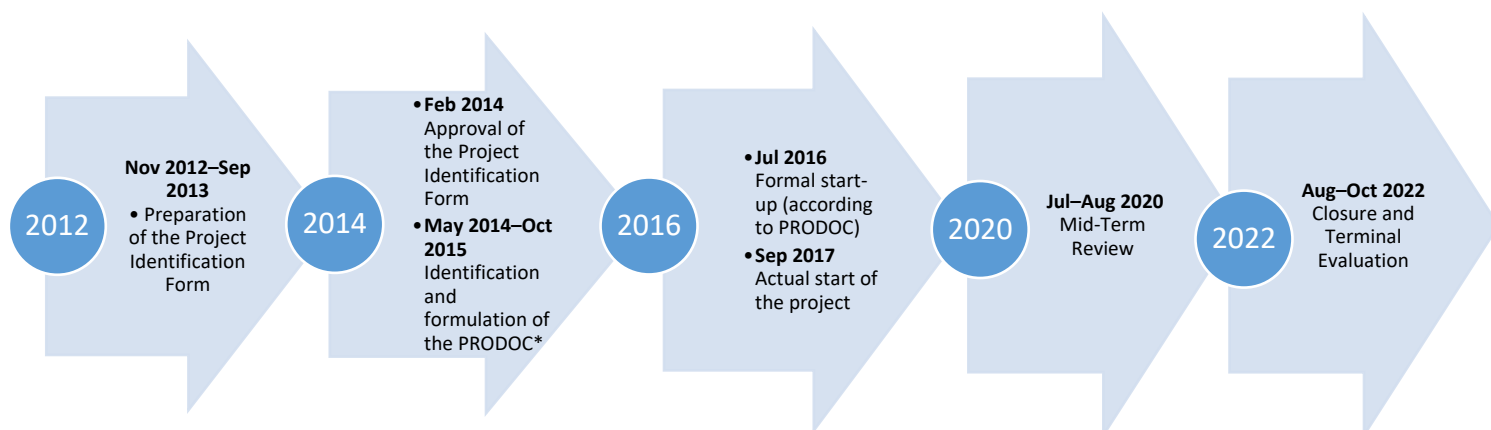 2012
Nov 2012–Sep
2013
• Preparation
of the Project
Identification
Form
2014
•Feb 2014
Approval of
the Project
Identification
Form
•May 2014–Oct
2015
Identification
and
formulation of
the PRODOC*
2016
•Jul 2016
Formal start-
up (according
to PRODOC)
•Sep 2017
Actual start of
the project
2020
Jul–Aug 2020
Mid-Term
Review
2022
Aug–Oct 2022
Closure and
Terminal
Evaluation